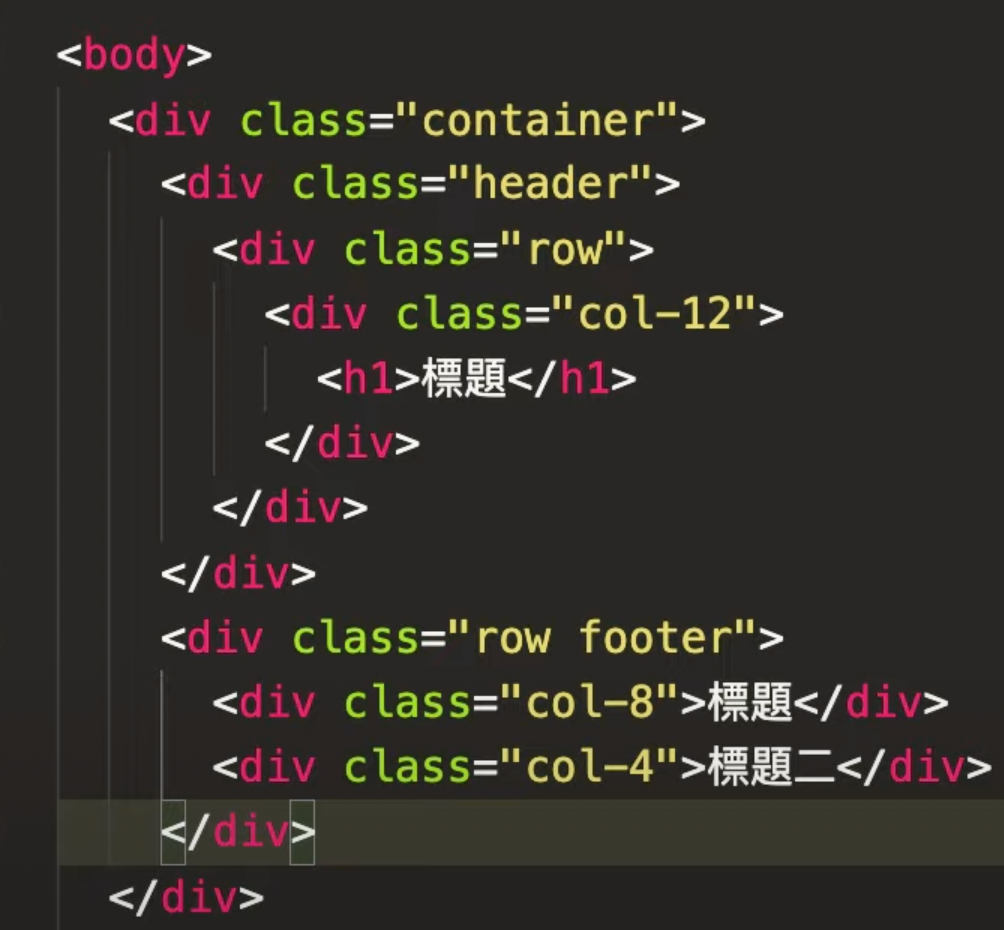 <body>
<div class="container">
<div class="header">
<div class="row">
<div class="col-12">
<h1>標題</h1>
</div>
</div>
</div>
<div class="row footer">
<div class="col-8">標題</div>
<div class="col-4">標題二</div>
</div>
</div>